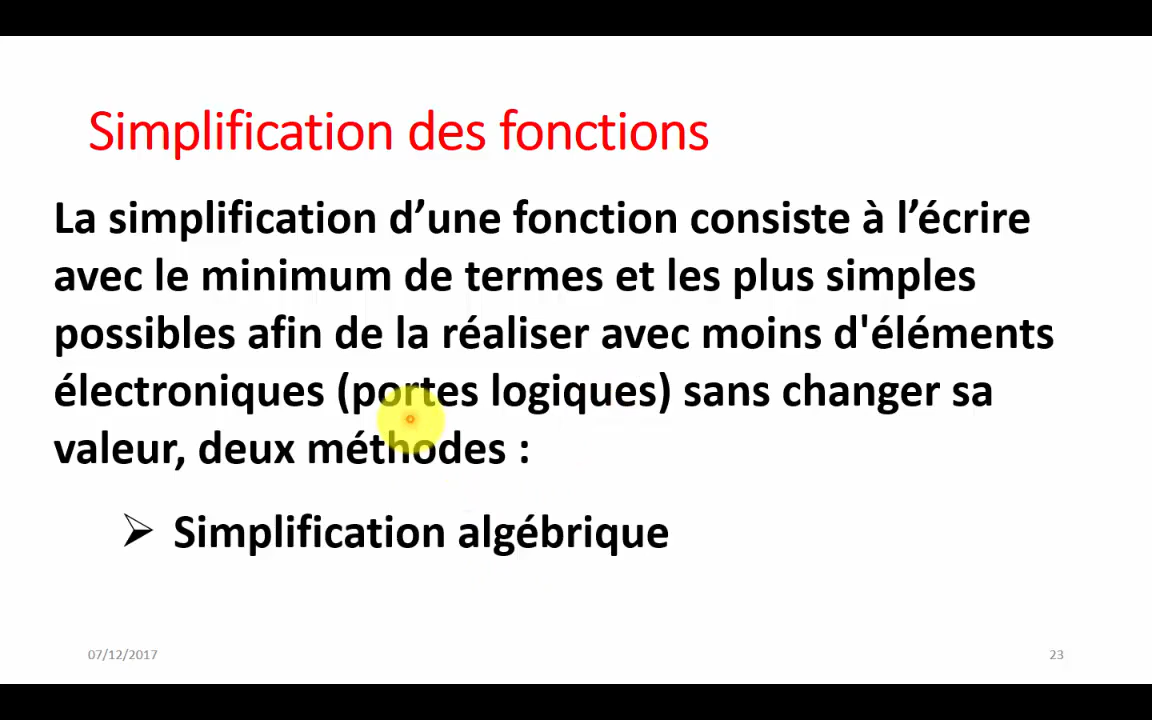 Simplification des fonctions
La simplification d’une fonction consiste à l’écrire
avec le minimum de termes et les plus simples
possibles afin de la réaliser avec moins d'éléments
électroniques (portes logiques) sans changer sa
valeur, deux méthodes :
➢ Simplification algébrique
07/12/2017
23